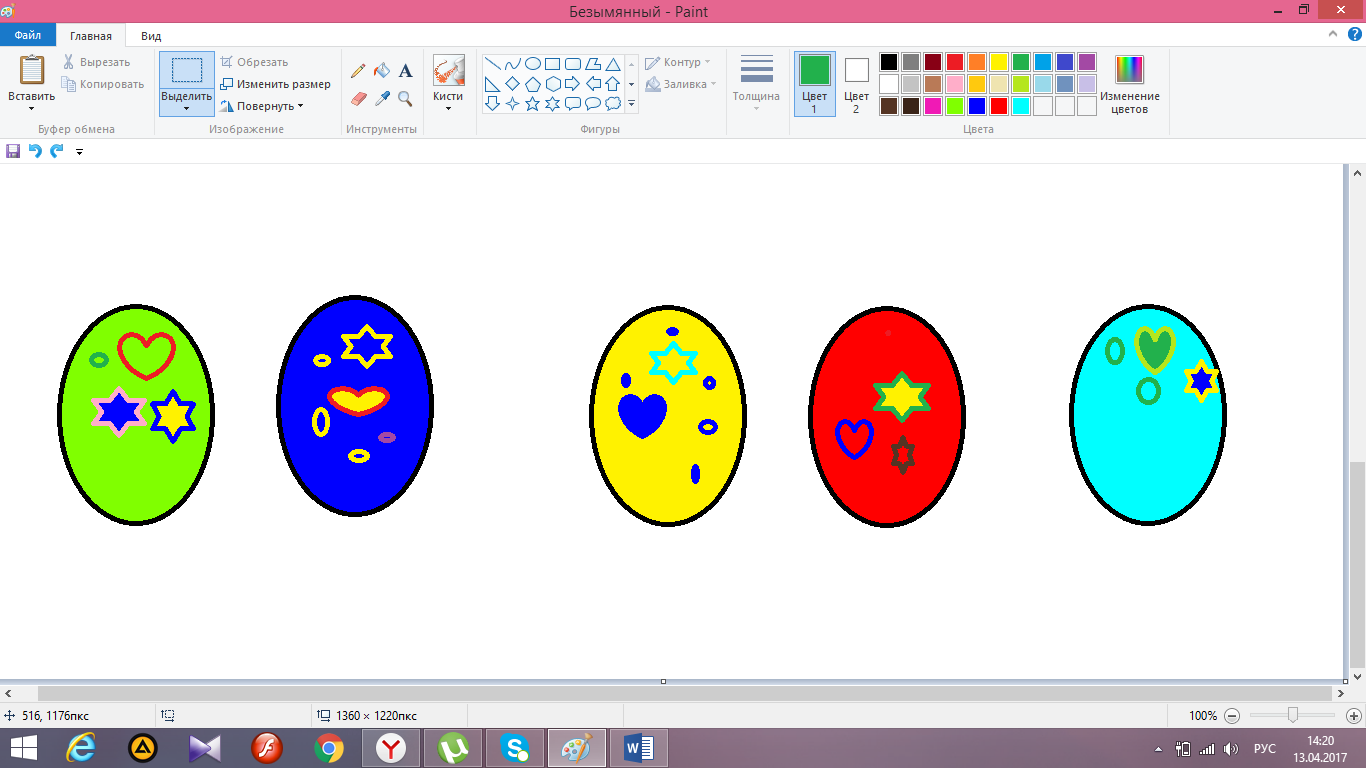 Безымянный - Paint
Файл
Главная
Вид
Вставить
Вырезать
Копировать
Буфер обмена
Выделить
Обрезать
Изменить размер
Повернуть
Изображение
A
Инструменты
Кисти
Контур
Заливка
Фигуры
Толщина
Цвет
1
Цвет
2
Изменение
цветов
Цвета
516, 1176пкс
1360 × 1220пкс
100%
РУС
14:20
13.04.2017